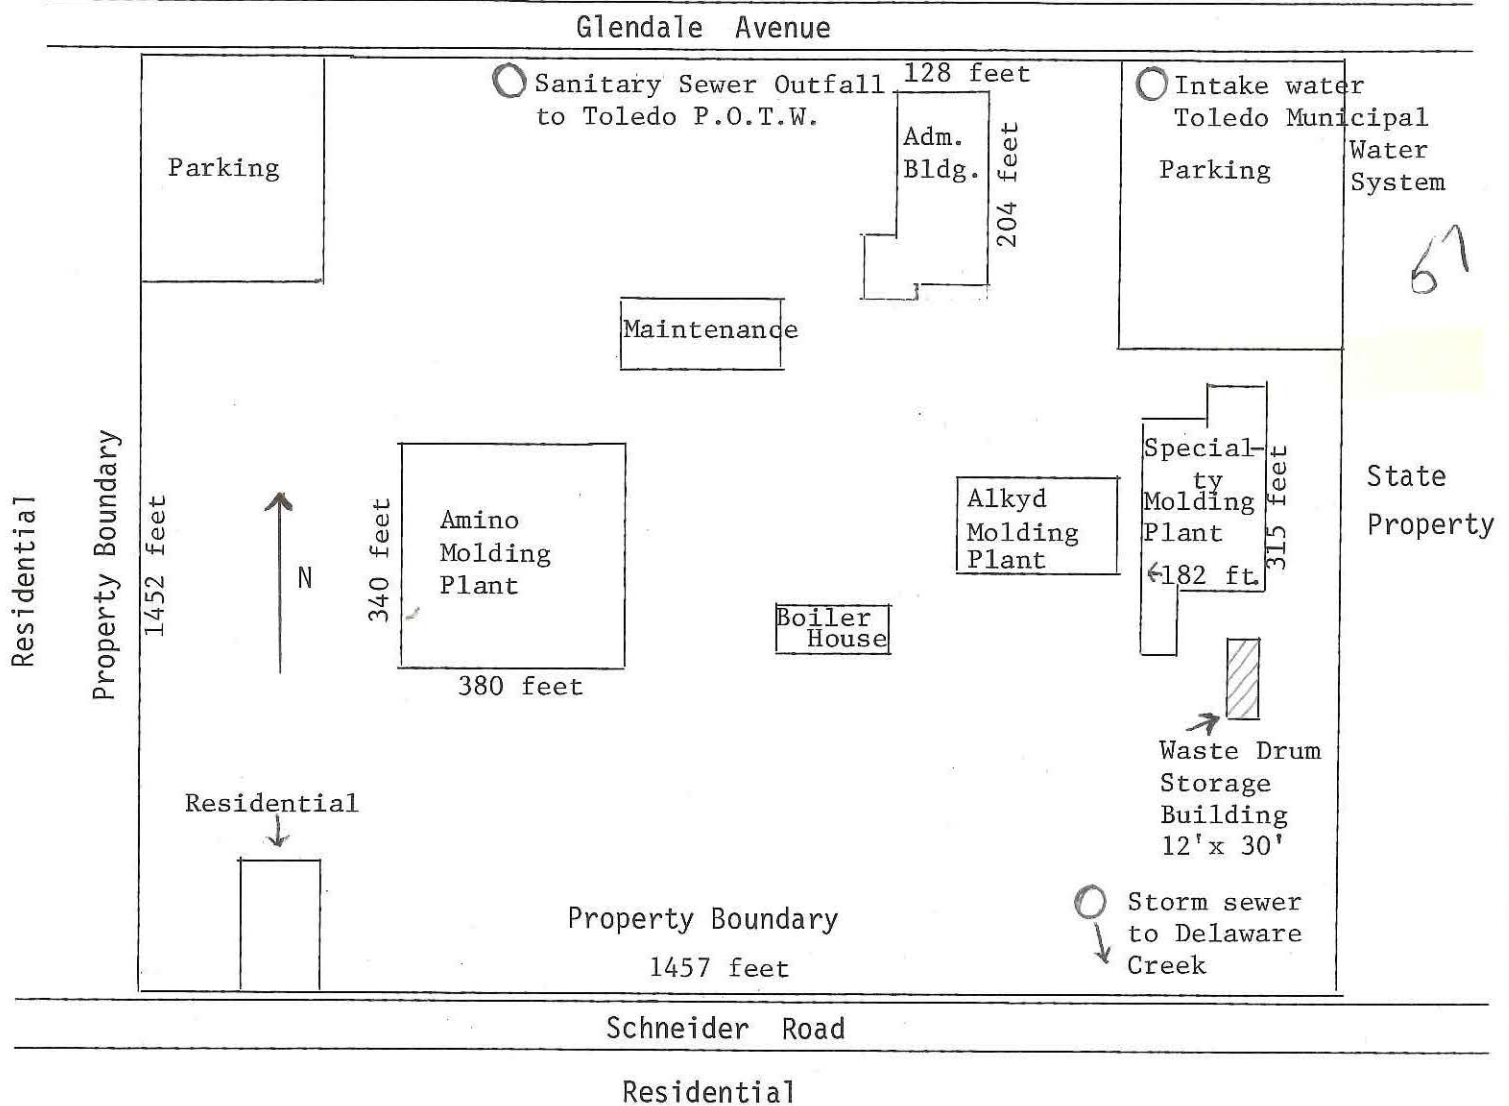 Glendale Avenue
Sanitary Sewer Outfall
to Toledo P.O.T.W.
128 feet
Adm.
Bldg.
204 feet
Intake water
Toledo Municipal
Water
System
Parking
Parking
67
Maintenance
Residential
Property Boundary
1452 feet
N
340 feet
Amino
Molding
Plant
380 feet
Alkyd
Molding
Plant
Special-
ty
Molding
Plant
←182 ft.
315 feet
State
Property
Boiler
House
Waste Drum
Storage
Building
12'x 30'
Residential
Property Boundary
1457 feet
Storm sewer
to Delaware
Creek
Schneider Road
Residential